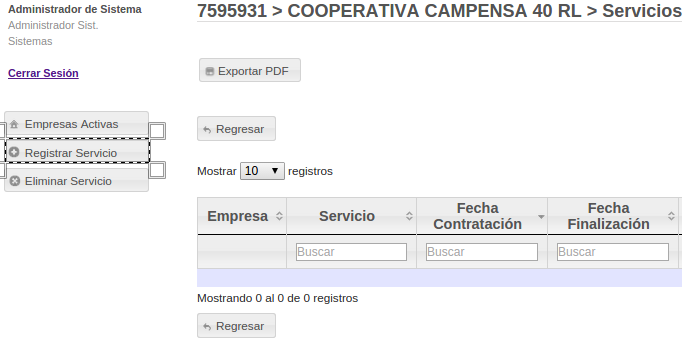 Administrador de Sistema
Administrador Sist.
Sistemas
Cerrar Sesión
Empresas Activas
Registrar Servicio
Eliminar Servicio
7595931 > COOPERATIVA CAMPENSA 40 RL > Servicios
Exportar PDF
Regresar
Mostrar 10 registros
Empresa Servicio Fecha Contratación Fecha Finalización
Buscar Buscar Buscar
Mostrando 0 al 0 de 0 registros
Regresar